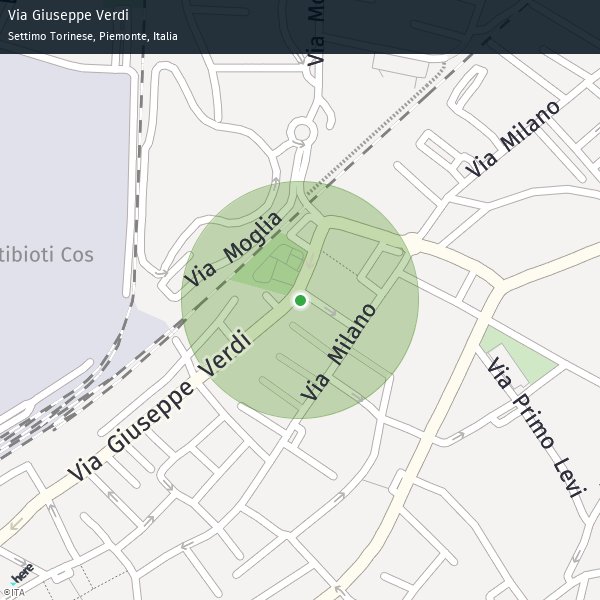 Via Giuseppe Verdi
Settimo Torinese, Piemonte, Italia
Via Mo
Via Milano
Via Moglia
tibioti Cos
Via Milano
Via Giuseppe Verdi
Via Primo Levi
here
©ITA